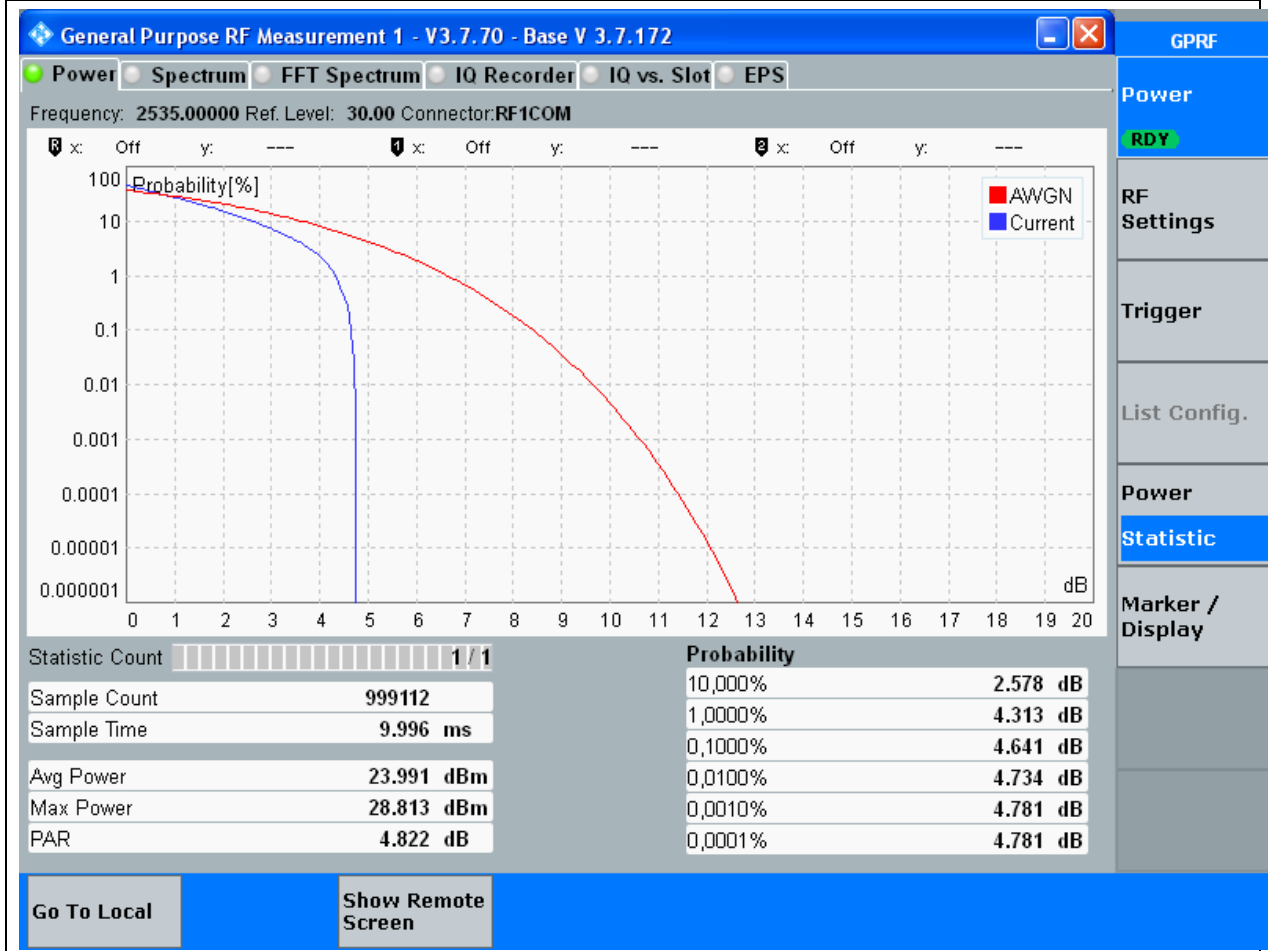 General Purpose RF Measurement 1 - V3.7.70 - Base V 3.7.172
GPRF
Power Spectrum FFT Spectrum IQ Recorder IQ vs. Slot EPS
Frequency: 2535.00000 Ref. Level: 30.00 Connector:RF1COM
R x: Off y: --- 1 x: Off y: --- 2 x: Off y: ---
Probability[%]
100
10
1
0.1
0.01
0.001
0.0001
0.00001
0.000001
AWGN
Current
dB
0 1 2 3 4 5 6 7 8 9 10 11 12 13 14 15 16 17 18 19 20
Statistic Count 1 / 1
Sample Count 999112
Sample Time 9.996 ms
Avg Power 23.991 dBm
Max Power 28.813 dBm
PAR 4.822 dB
Probability
10,000% 2.578 dB
1,0000% 4.313 dB
0,1000% 4.641 dB
0,0100% 4.734 dB
0,0010% 4.781 dB
0,0001% 4.781 dB
Power
RDY
RF
Settings
Trigger
List Config.
Power
Statistic
Marker /
Display
Go To Local
Show Remote
Screen